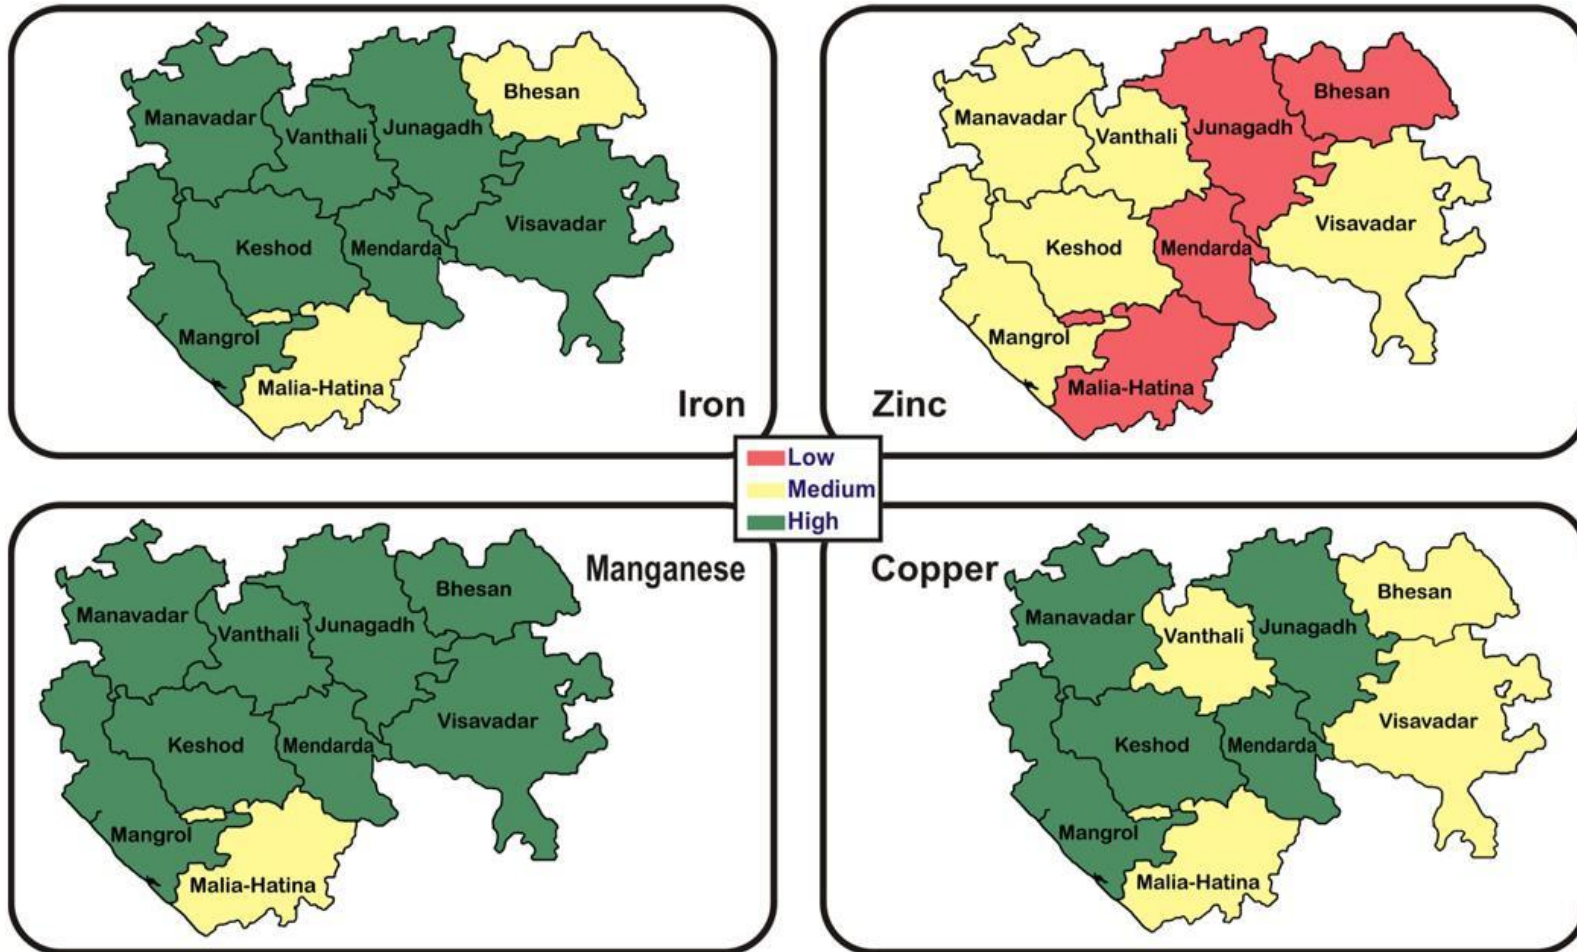 Bhesan
Manavadar
Vanthali
Junagadh
Visavadar
Keshod
Mendarda
Mangrol
Malia-Hatina
Iron
Bhesan
Manavadar
Vanthali
Junagadh
Visavadar
Keshod
Mendarda
Mangrol
Malia-Hatina
Zinc
Low
Medium
High
Manganese
Bhesan
Manavadar
Vanthali
Junagadh
Visavadar
Keshod
Mendarda
Mangrol
Malia-Hatina
Copper
Bhesan
Manavadar
Vanthali
Junagadh
Visavadar
Keshod
Mendarda
Mangrol
Malia-Hatina